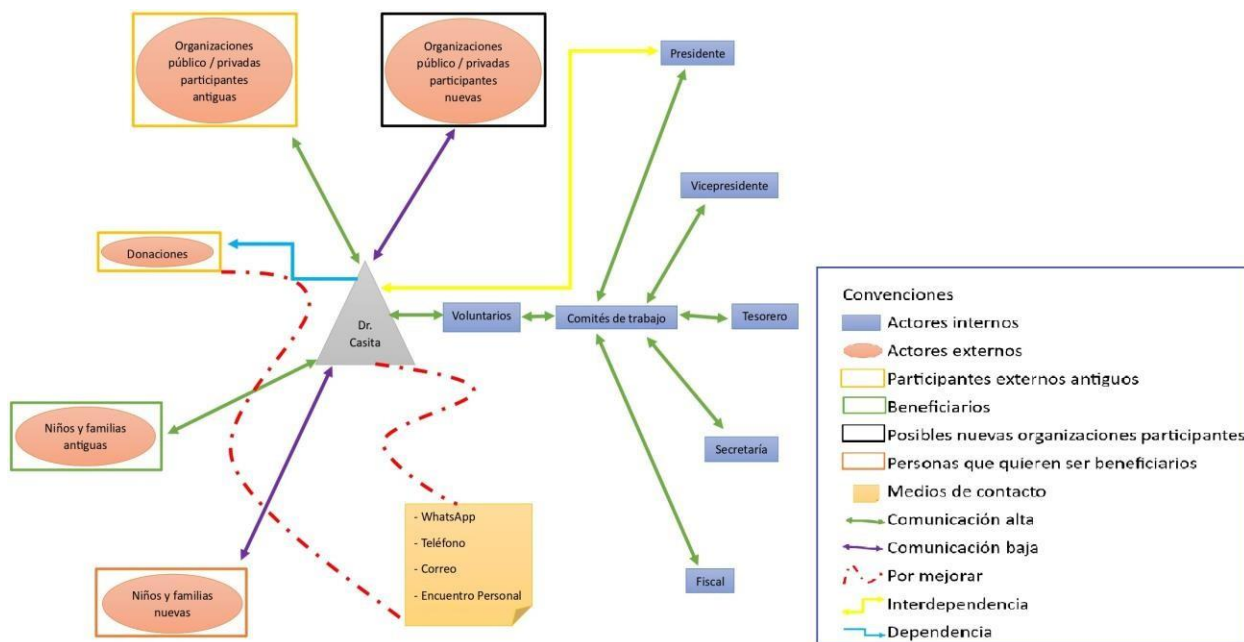 Organizaciones
público / privadas
participantes
antiguas
Organizaciones
público / privadas
participantes
nuevas
Presidente
Vicepresidente
Donaciones
Voluntarios
Comités de trabajo
Tesorero
Dr.
Casita
Niños y familias
antiguas
Secretaría
- WhatsApp
- Teléfono
- Correo
- Encuentro Personal
Fiscal
Niños y familias
nuevas
Convenciones
Actores internos
Actores externos
Participantes externos antiguos
Beneficiarios
Posibles nuevas organizaciones participantes
Personas que quieren ser beneficiarios
Medios de contacto
Comunicación alta
Comunicación baja
Por mejorar
Interdependencia
Dependencia